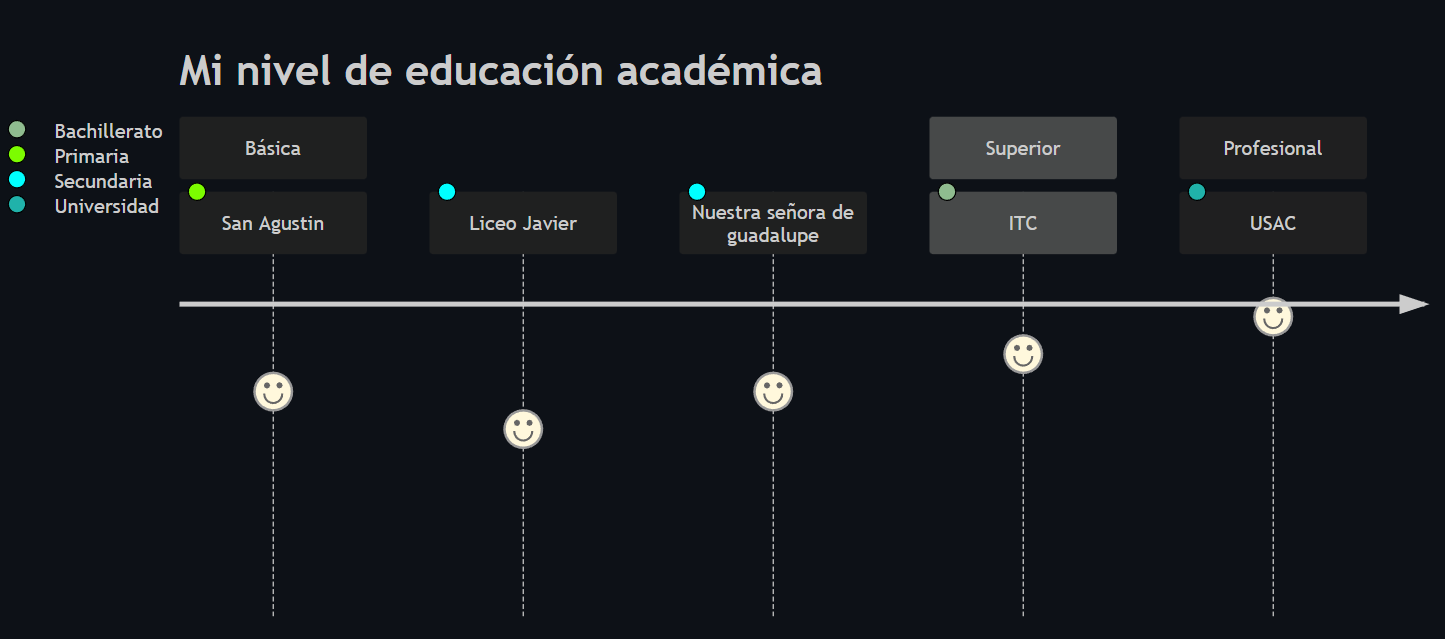 Mi nivel de educación académica
Bachillerato
Primaria
Secundaria
Universidad
Básica
Superior
Profesional
San Agustin
Liceo Javier
Nuestra señora de
guadalupe
ITC
USAC